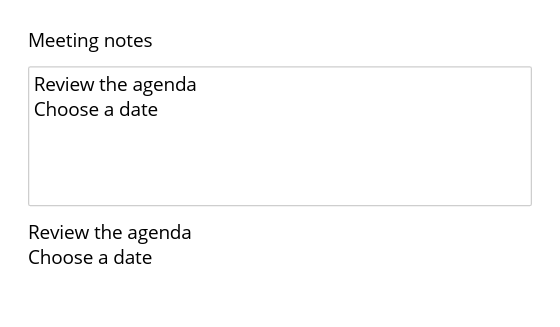 Meeting notes
Review the agenda
Choose a date
Review the agenda
Choose a date